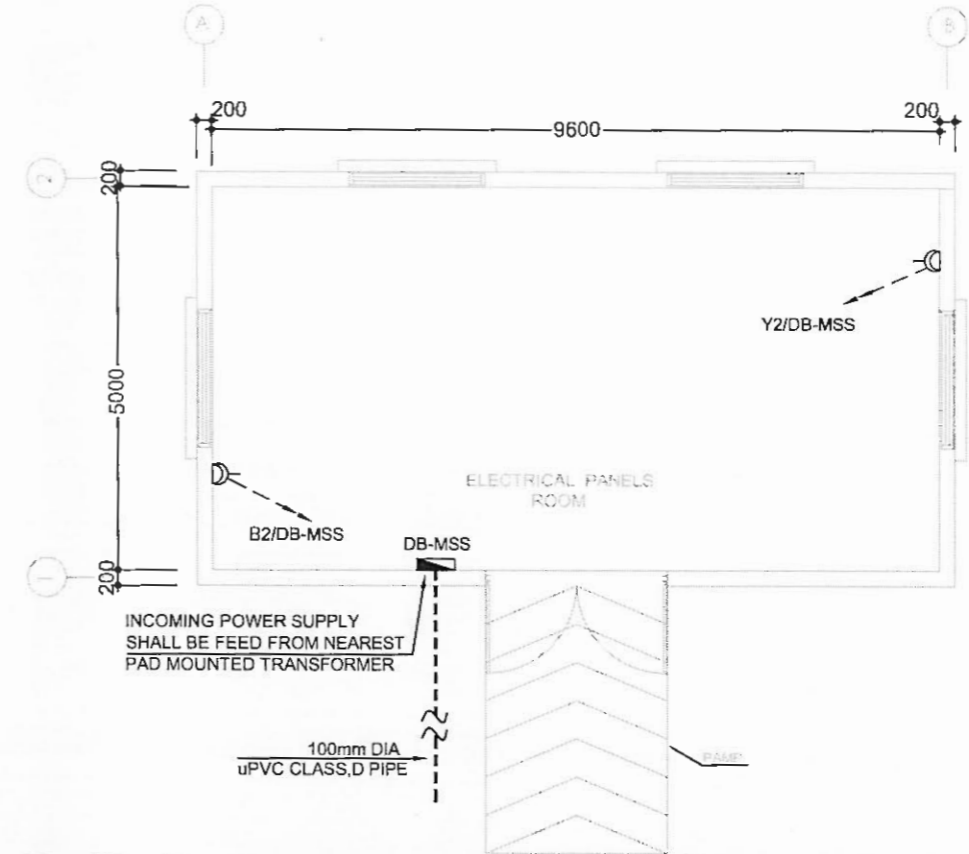 A
B
200
9600
200
2
200
5000
Y2/DB-MSS
ELECTRICAL PANELS
ROOM
B2/DB-MSS
DB-MSS
1
200
INCOMING POWER SUPPLY
SHALL BE FEED FROM NEAREST
PAD MOUNTED TRANSFORMER
100mm DIA
uPVC CLASS,D PIPE
RAMP